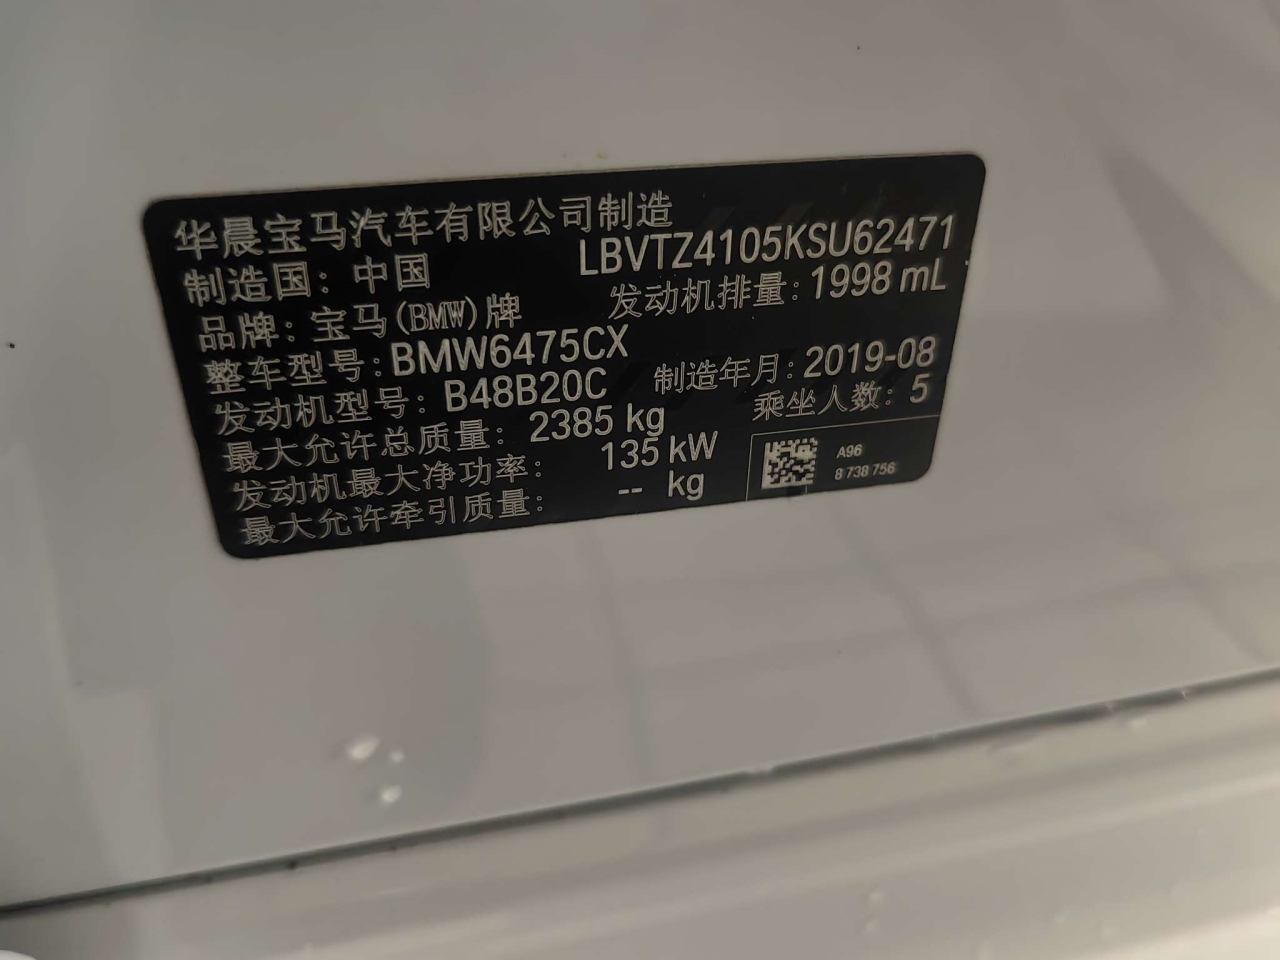 华晨宝马汽车有限公司制造
制造国：中国 LBVTZ4105KSU62471
品牌：宝马(BMW)牌 发动机排量：1998 mL
整车型号：BMW6475CX
发动机型号：B48B20C 制造年月：2019-08
最大允许总质量：2385 kg 乘坐人数：5
发动机最大净功率：135 kW
最大允许牵引质量：-- kg
A96
8 738 756